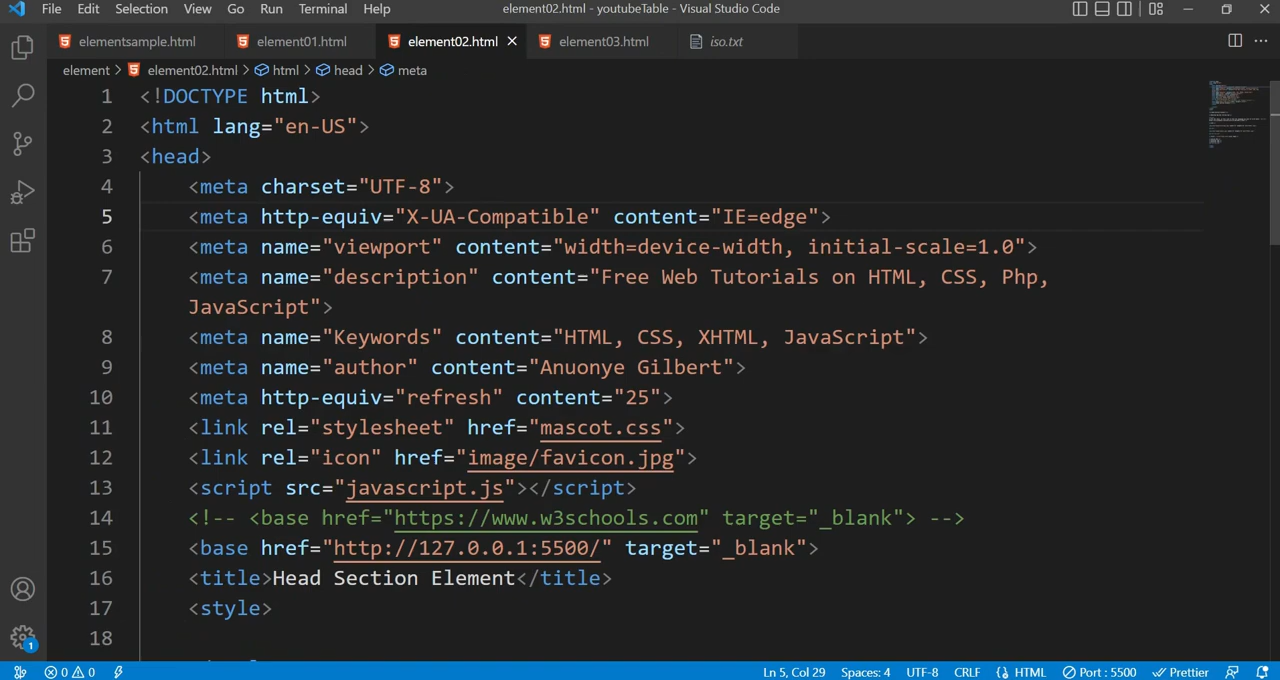 File Edit Selection View Go Run Terminal Help element02.html - youtubeTable - Visual Studio Code
elementsample.html element01.html element02.html element03.html iso.txt
element > element02.html > html > head > meta
1 <!DOCTYPE html>
2 <html lang="en-US">
3 <head>
4 <meta charset="UTF-8">
5 <meta http-equiv="X-UA-Compatible" content="IE=edge">
6 <meta name="viewport" content="width=device-width, initial-scale=1.0">
7 <meta name="description" content="Free Web Tutorials on HTML, CSS, Php,
JavaScript">
8 <meta name="Keywords" content="HTML, CSS, XHTML, JavaScript">
9 <meta name="author" content="Anuonye Gilbert">
10 <meta http-equiv="refresh" content="25">
11 <link rel="stylesheet" href="mascot.css">
12 <link rel="icon" href="image/favicon.jpg">
13 <script src="javascript.js"></script>
14 <!-- <base href="https://www.w3schools.com" target="_blank"> -->
15 <base href="http://127.0.0.1:5500/" target="_blank">
16 <title>Head Section Element</title>
17 <style>
18
1
0 0 Ln 5, Col 29 Spaces: 4 UTF-8 CRLF HTML Port : 5500 Prettier